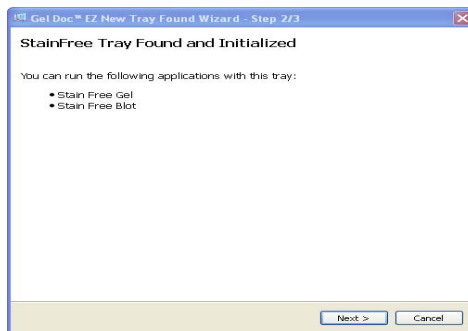 Gel Doc™ EZ New Tray Found Wizard - Step 2/3
StainFree Tray Found and Initialized
You can run the following applications with this tray:
• Stain Free Gel
• Stain Free Blot
Next > Cancel